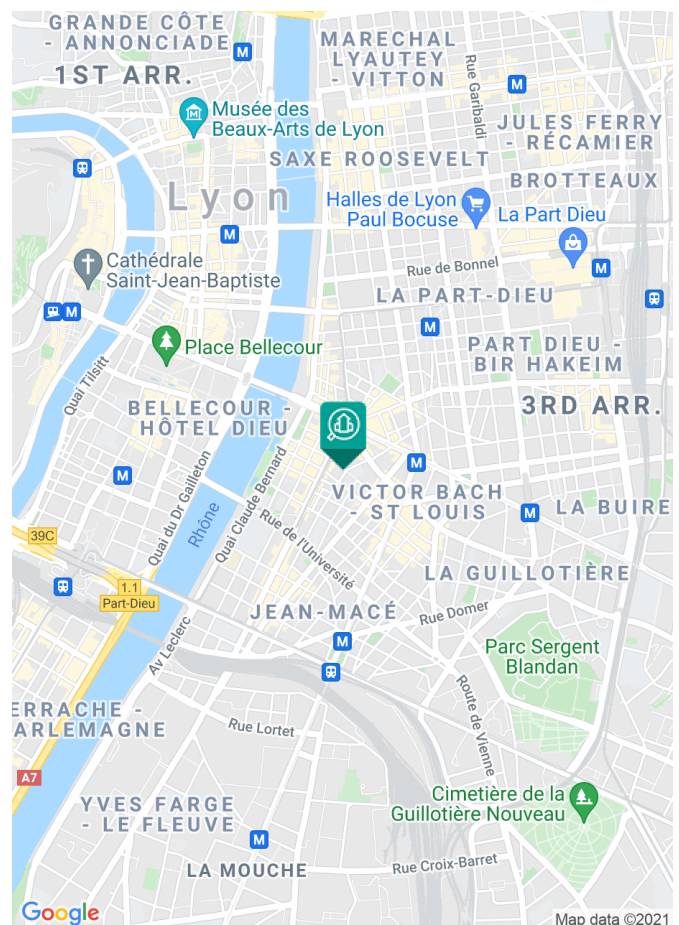 GRANDE CÔTE
- ANNONCIADE
M
1ST ARR.
MARECHAL
LYAUTEY
- VITTON
M
Rue Garibaldi
M
Musée des
Beaux-Arts de Lyon
JULES FERRY
- RÉCAMIER
SAXE ROOSEVELT
BROTTEAUX
Lyon
Halles de Lyon
Paul Bocuse
La Part Dieu
M
Cathédrale
Saint-Jean-Baptiste
Rue de Bonnel
M
LA PART-DIEU
M
M
Place Bellecour
PART DIEU -
BIR HAKEIM
Quai Tilsitt
BELLECOUR -
HÔTEL DIEU
3RD ARR.
M
M
Quai du Dr Gailleton
Rhône
Quai Claude Bernard
VICTOR BACH
- ST LOUIS
M
LA BUIRE
39C
Rue de l'Université
LA GUILLOTIÈRE
1.1
Part-Dieu
JEAN-MACÉ
Rue Domer
M
Av Leclerc
Parc Sergent
Blandan
ERRACHE -
ARLEMAGNE
Rue Lortet
Route de Vienne
A7
YVES FARGE
- LE FLEUVE
Cimetière de la
Guillotière Nouveau
M
LA MOUCHE
Rue Croix-Barret
Google
Map data ©2021